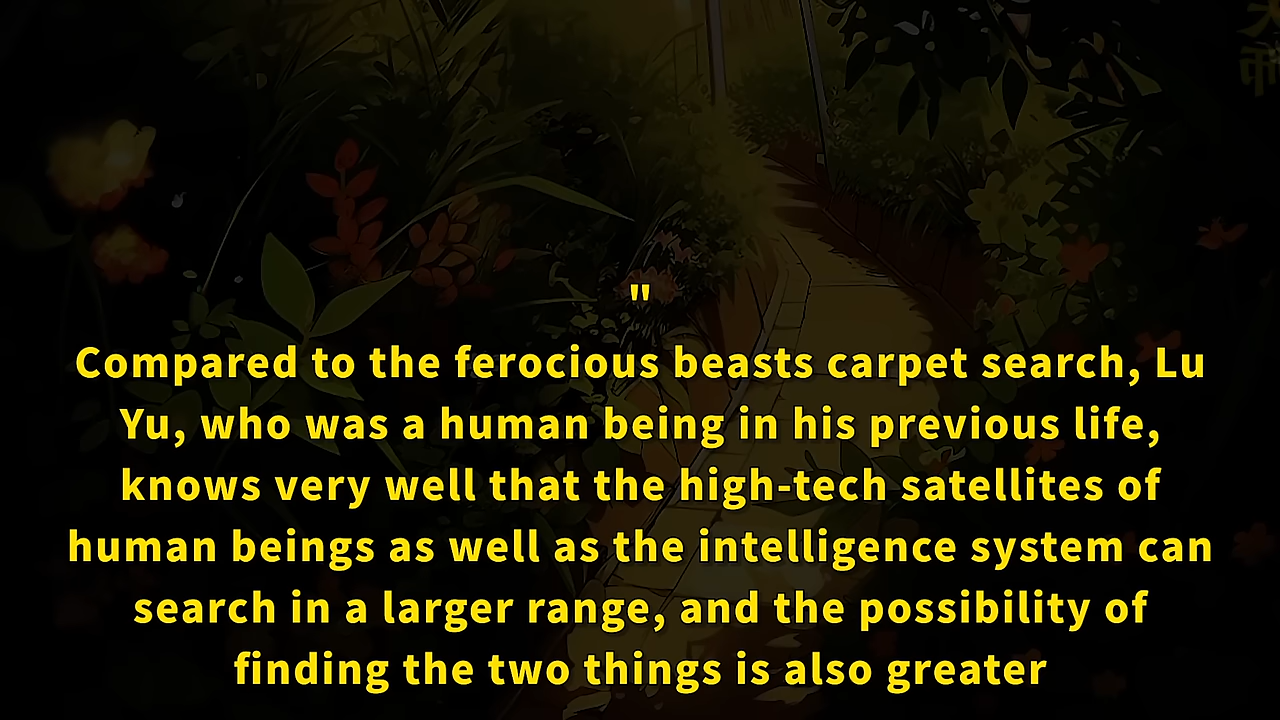 "
Compared to the ferocious beasts carpet search, Lu
Yu, who was a human being in his previous life,
knows very well that the high-tech satellites of
human beings as well as the intelligence system can
search in a larger range, and the possibility of
finding the two things is also greater